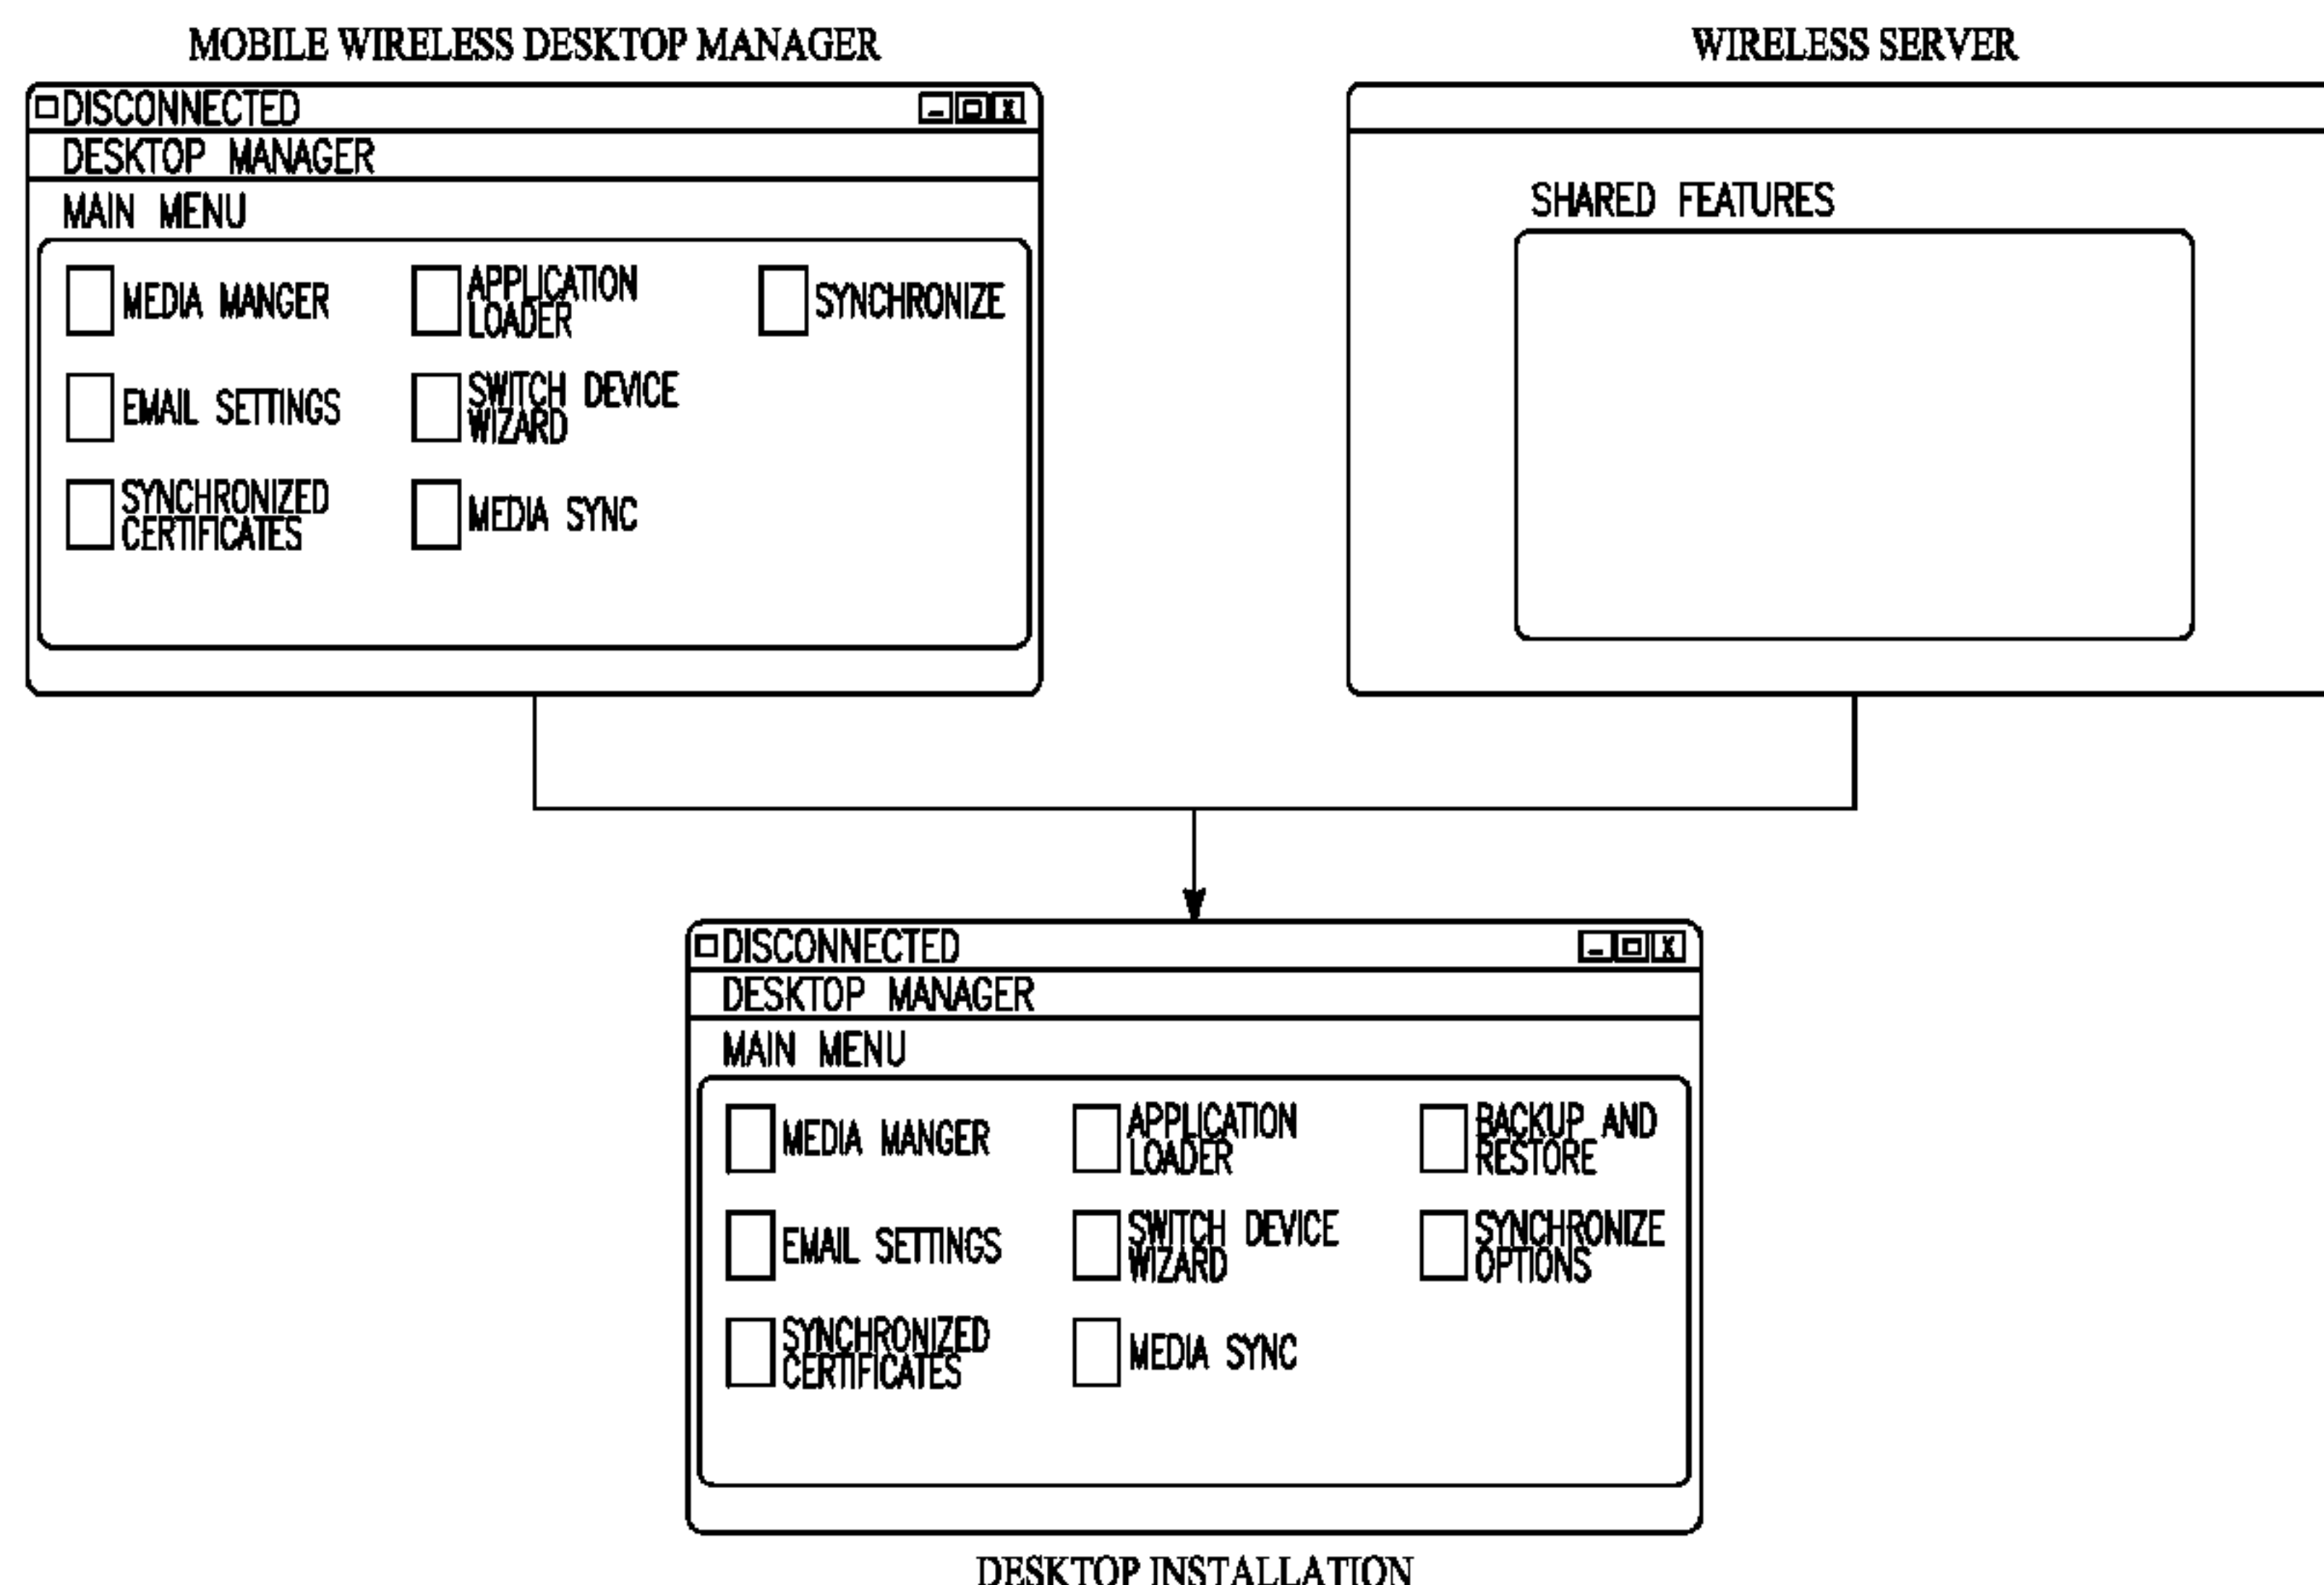 MOBILE WIRELESS DESKTOP MANAGER
DISCONNECTED
DESKTOP MANAGER
MAIN MENU
MEDIA MANGER
APPLICATION
LOADER
SYNCHRONIZE
EMAIL SETTINGS
SWITCH DEVICE
WIZARD
SYNCHRONIZED
CERTIFICATES
MEDIA SYNC
WIRELESS SERVER
SHARED FEATURES
DISCONNECTED
DESKTOP MANAGER
MAIN MENU
MEDIA MANGER
APPLICATION
LOADER
BACKUP AND
RESTORE
EMAIL SETTINGS
SWITCH DEVICE
WIZARD
SYNCHRONIZE
OPTIONS
SYNCHRONIZED
CERTIFICATES
MEDIA SYNC
DESKTOP INSTALLATION